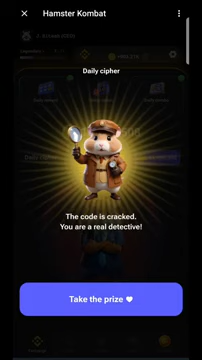 Hamster Kombat
Daily cipher
The code is cracked.
You are a real detective!
Take the prize ♥